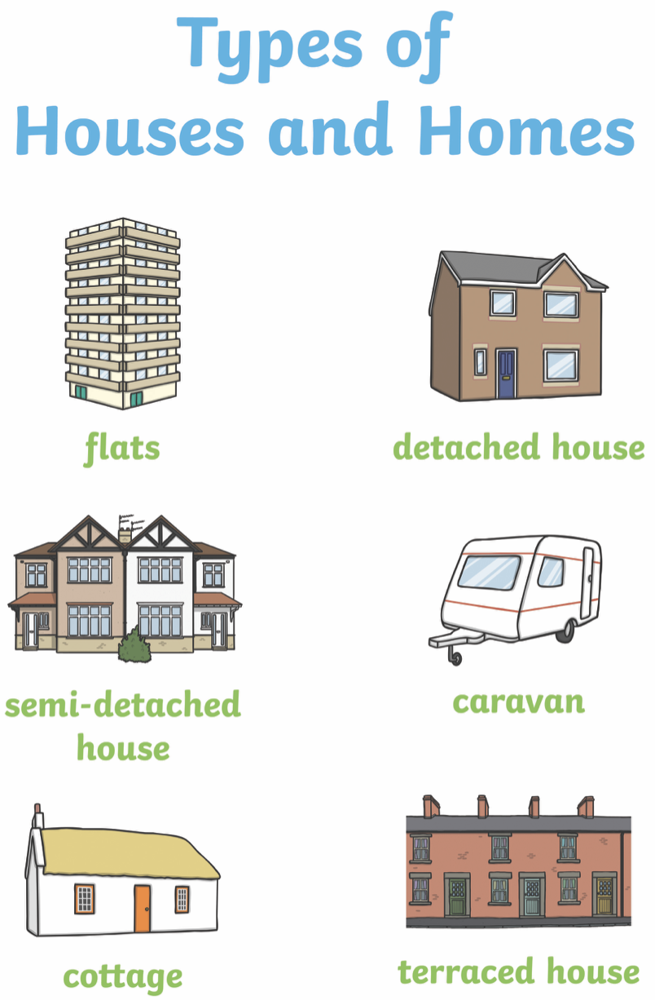 Types of
Houses and Homes
flats
detached house
semi-detached
house
caravan
cottage
terraced house